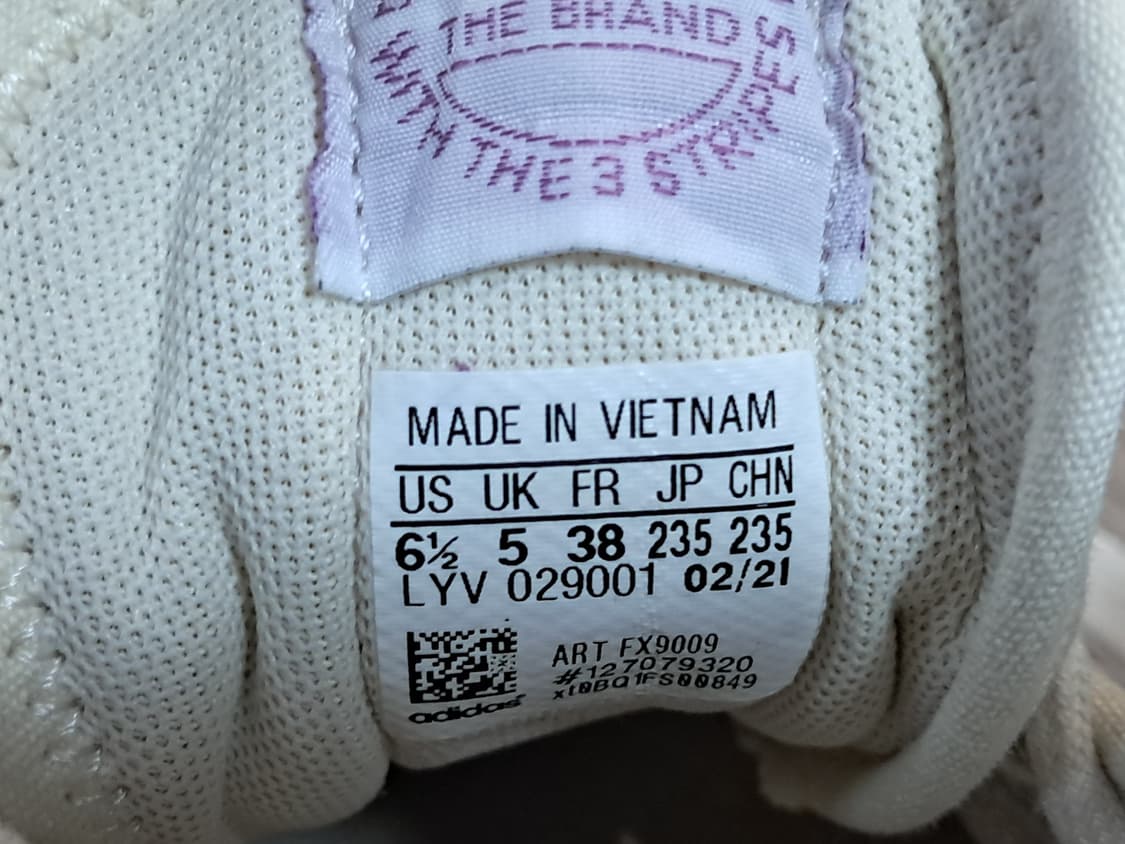 THE BRAND
WITH THE 3 STRIPES
MADE IN VIETNAM
US UK FR JP CHN
6½ 5 38 235 235
LYV 029001 02/21
ART FX9009
#127079320
xt0BQ1FS00849
adidas